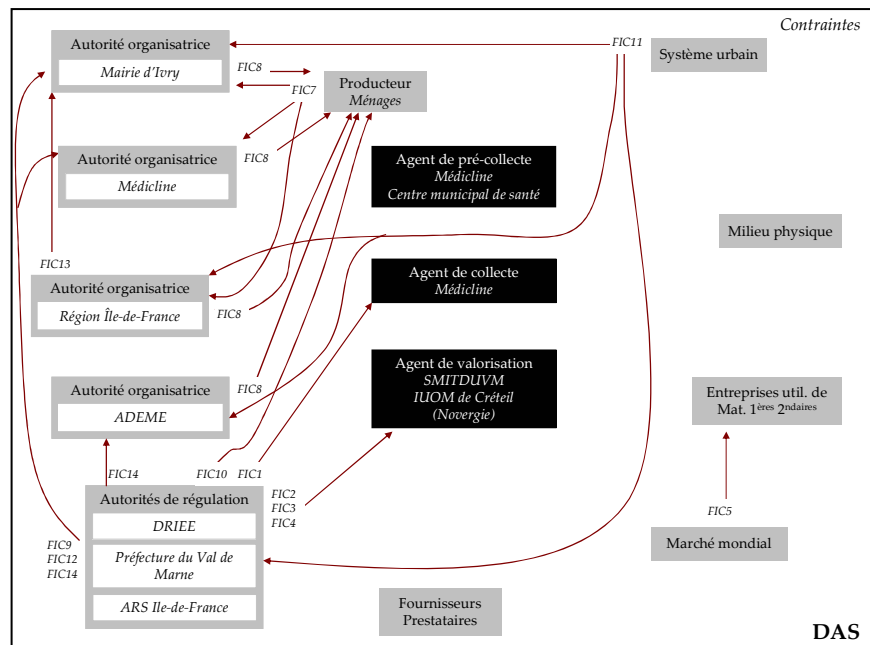 Contraintes
Autorité organisatrice
Mairie d'Ivry
FIC8
FIC7
Producteur
Ménages
FIC11
Système urbain
Autorité organisatrice
Médicline
FIC8
Agent de pré-collecte
Médicline
Centre municipal de santé
Milieu physique
FIC13
Autorité organisatrice
Région Île-de-France
FIC8
Agent de collecte
Médicline
Autorité organisatrice
ADEME
FIC8
Agent de valorisation
SMITDUVM
IUOM de Créteil
(Novergie)
Entreprises util. de
Mat. 1ères 2ndaires
FIC14
FIC10
FIC1
FIC2
FIC3
FIC4
FIC5
Autorités de régulation
DRIEE
Préfecture du Val de
Marne
ARS Ile-de-France
FIC9
FIC12
FIC14
Marché mondial
Fournisseurs
Prestataires
DAS